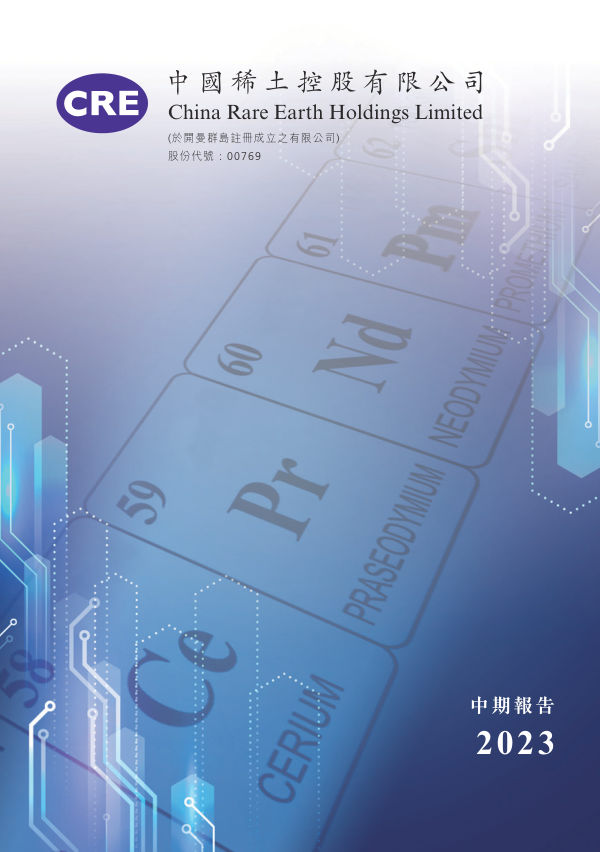 CRE
中國稀土控股有限公司
China Rare Earth Holdings Limited
(於開曼群島註冊成立之有限公司)
股份代號：00769
62
61
Pm
PROMETHIUM
60
Nd
NEODYMIUM
59
Pr
PRASEODYMIUM
58
Ce
CERIUM
中期報告
2023